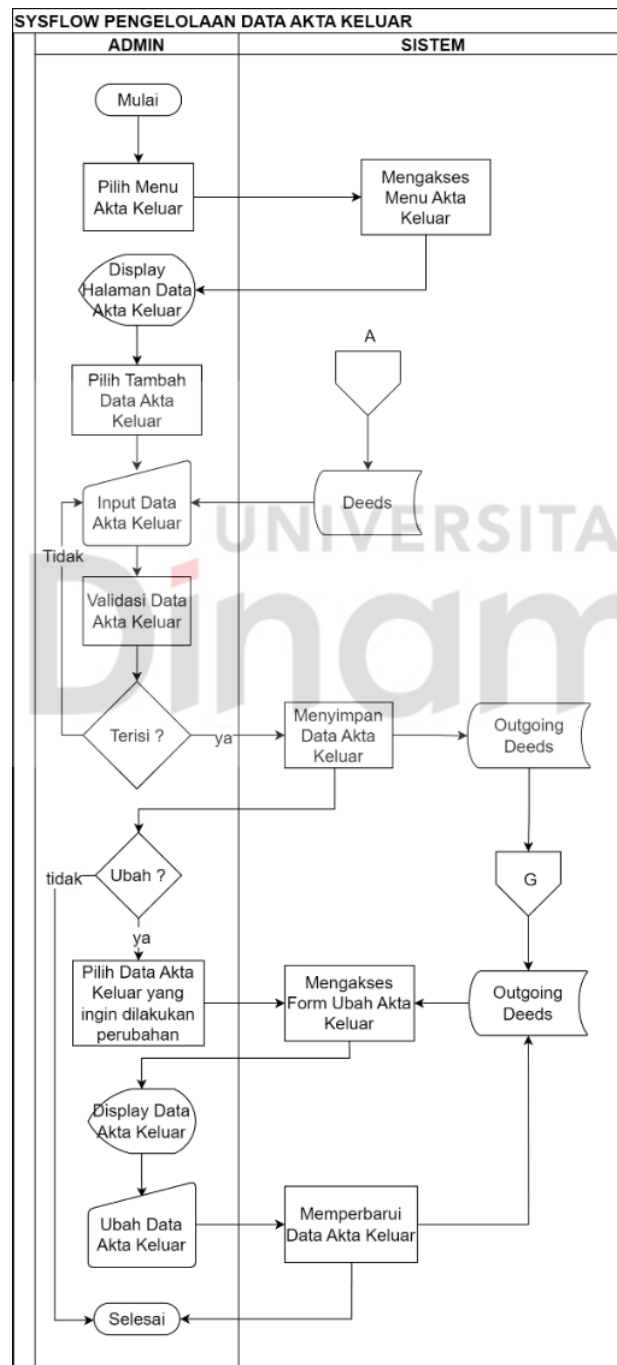 SYSFLOW PENGELOLAAN DATA AKTA KELUAR
ADMIN
SISTEM
Mulai
Pilih Menu
Akta Keluar
Mengakses
Menu Akta
Keluar
Display
Halaman Data
Akta Keluar
A
Pilih Tambah
Data Akta
Keluar
Input Data
Akta Keluar
Deeds
UNIVERSITA
Dinam
Tidak
Validasi Data
Akta Keluar
Terisi ?
ya
Menyimpan
Data Akta
Keluar
Outgoing
Deeds
Ubah ?
tidak
G
ya
Pilih Data Akta
Keluar yang
ingin dilakukan
perubahan
Mengakses
Form Ubah Akta
Keluar
Outgoing
Deeds
Display Data
Akta Keluar
Ubah Data
Akta Keluar
Memperbarui
Data Akta Keluar
Selesai